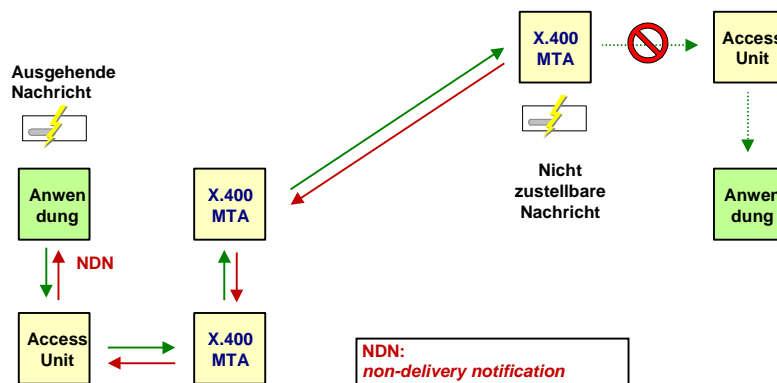 X.400
MTA
Access
Unit
Ausgehende
Nachricht
Nicht
zustellbare
Nachricht
Anwen
dung
X.400
MTA
Anwen
dung
NDN
Access
Unit
X.400
MTA
NDN:
non-delivery notification